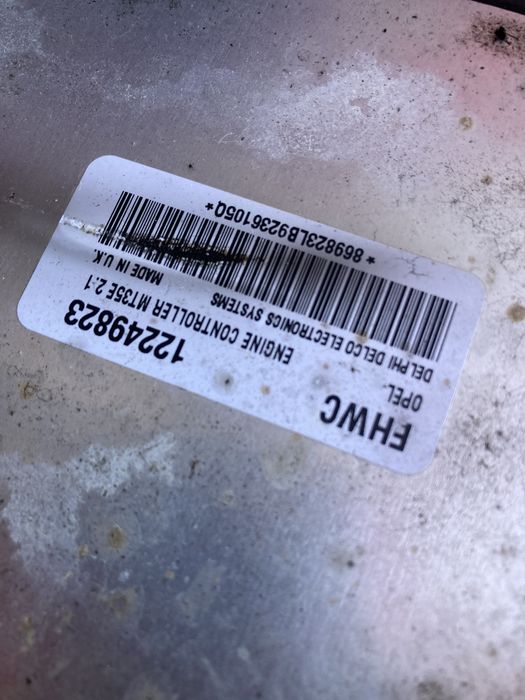 FHWC 12249823
OPEL ENGINE CONTROLLER MT35E 2.1
DELPHI DELCO ELECTRONICS SYSTEMS MADE IN U.K.
*869823LB9236105Q*